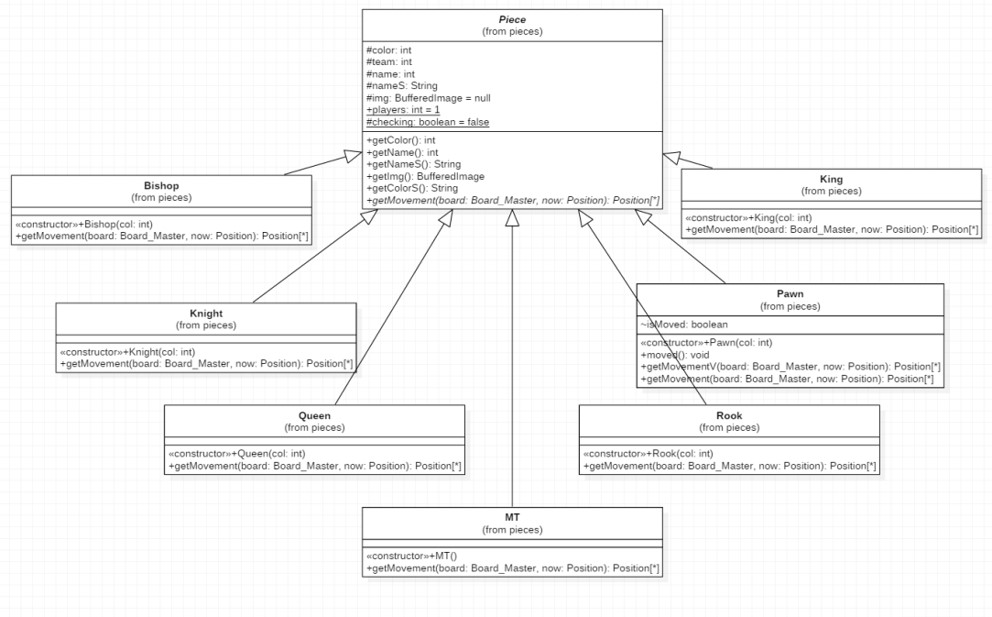 Piece
(from pieces)
#color: int
#team: int
#name: int
#nameS: String
#img: BufferedImage = null
+players: int = 1
#checking: boolean = false
+getColor(): int
+getName(): int
+getNameS(): String
+getImg(): BufferedImage
+getColorS(): String
+getMovement(board: Board_Master, now: Position): Position[*]
Bishop
(from pieces)
«constructor»+Bishop(col: int)
+getMovement(board: Board_Master, now: Position): Position[*]
King
(from pieces)
«constructor»+King(col: int)
+getMovement(board: Board_Master, now: Position): Position[*]
Knight
(from pieces)
«constructor»+Knight(col: int)
+getMovement(board: Board_Master, now: Position): Position[*]
Pawn
(from pieces)
~isMoved: boolean
«constructor»+Pawn(col: int)
+moved(): void
+getMovementV(board: Board_Master, now: Position): Position[*]
+getMovement(board: Board_Master, now: Position): Position[*]
Queen
(from pieces)
«constructor»+Queen(col: int)
+getMovement(board: Board_Master, now: Position): Position[*]
Rook
(from pieces)
«constructor»+Rook(col: int)
+getMovement(board: Board_Master, now: Position): Position[*]
MT
(from pieces)
«constructor»+MT()
+getMovement(board: Board_Master, now: Position): Position[*]